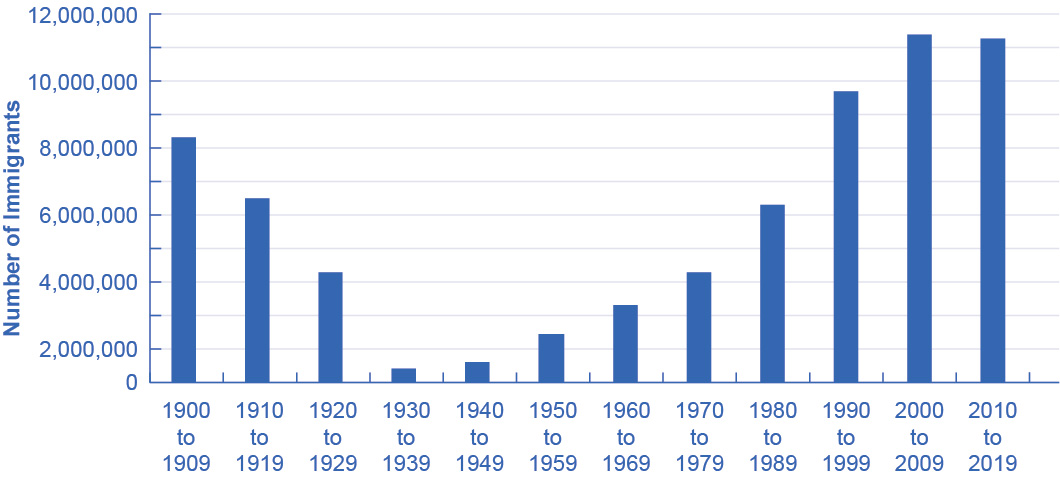 Number of Immigrants
12,000,000
10,000,000
8,000,000
6,000,000
4,000,000
2,000,000
0
1900 1910 1920 1930 1940 1950 1960 1970 1980 1990 2000 2010
to to to to to to to to to to to to
1909 1919 1929 1939 1949 1959 1969 1979 1989 1999 2009 2019